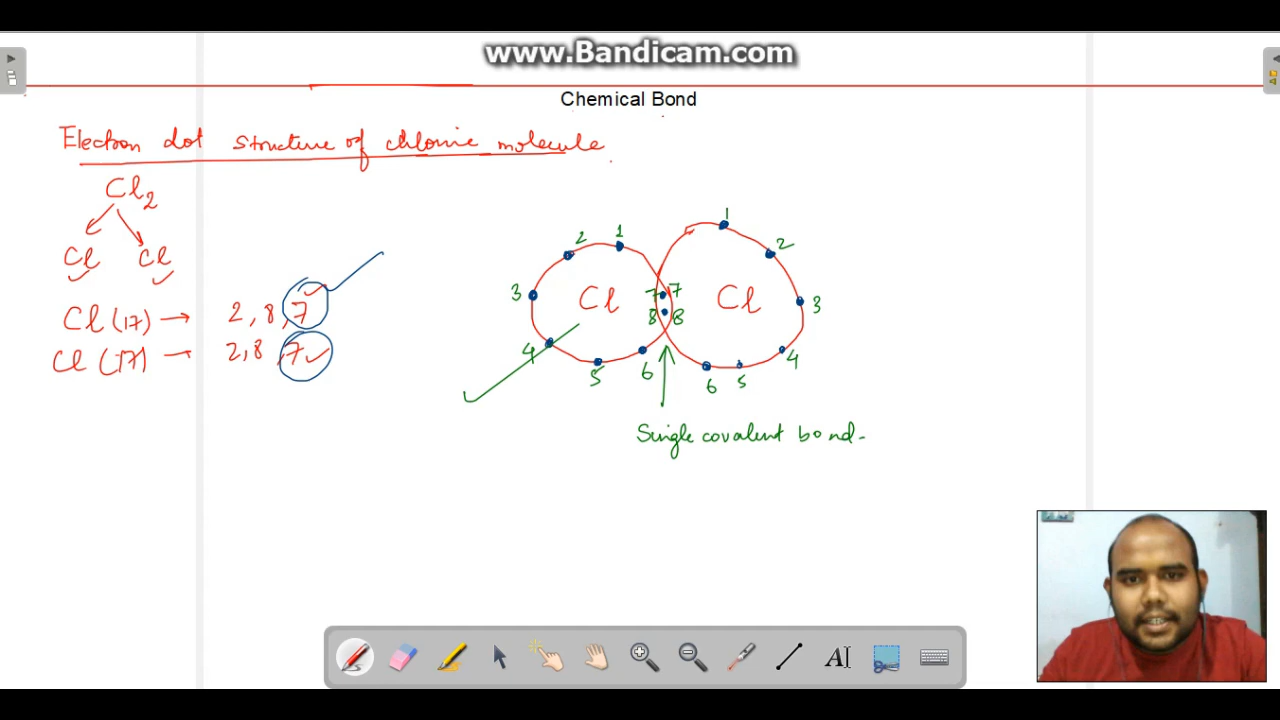 www.Bandicam.com
Chemical Bond
Electron dot structure of chlorine molecule
Cl2
Cl Cl
Cl (17) → 2, 8, 7
Cl (17) → 2,8,7
1
2
3
4
5
6
7
8
Cl
1
2
3
4
5
6
7
8
Cl
Single covalent bond.
AI